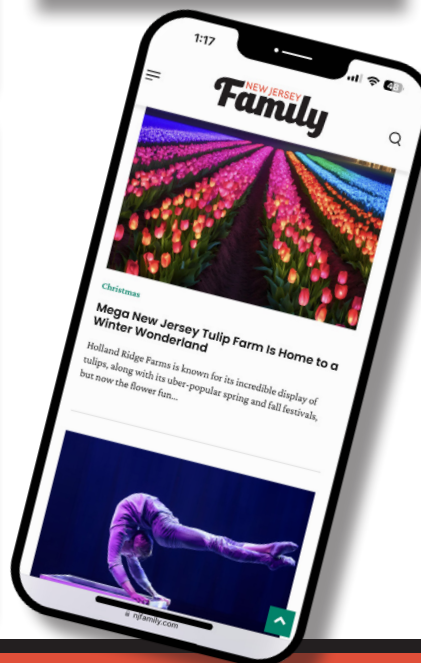 1:17
48
NEW JERSEY
Family
Christmas
Mega New Jersey Tulip Farm Is Home to a
Winter Wonderland
Holland Ridge Farms is known for its incredible display of
tulips, along with its uber-popular spring and fall festivals,
but now the flower fun...
njfamily.com